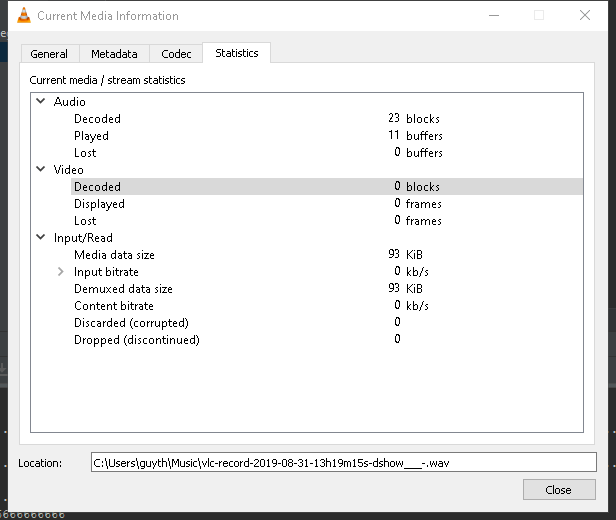 Current Media Information
General Metadata Codec Statistics
Current media / stream statistics
Audio
Decoded 23 blocks
Played 11 buffers
Lost 0 buffers
Video
Decoded 0 blocks
Displayed 0 frames
Lost 0 frames
Input/Read
Media data size 93 KiB
Input bitrate 0 kb/s
Demuxed data size 93 KiB
Content bitrate 0 kb/s
Discarded (corrupted) 0
Dropped (discontinued) 0
Location: C:\Users\guyth\Music\vlc-record-2019-08-31-13h19m15s-dshow___-.wav
Close